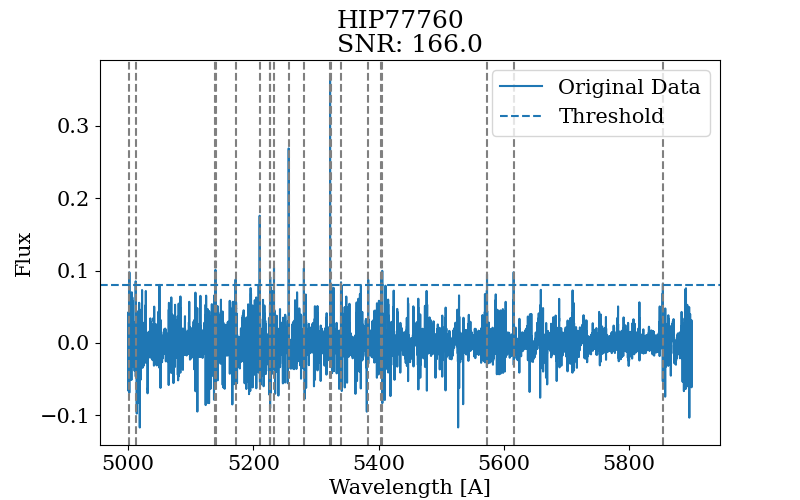 HIP77760
SNR: 166.0
Original Data
Threshold
Flux
0.3
0.2
0.1
0.0
−0.1
5000 5200 5400 5600 5800
Wavelength [A]